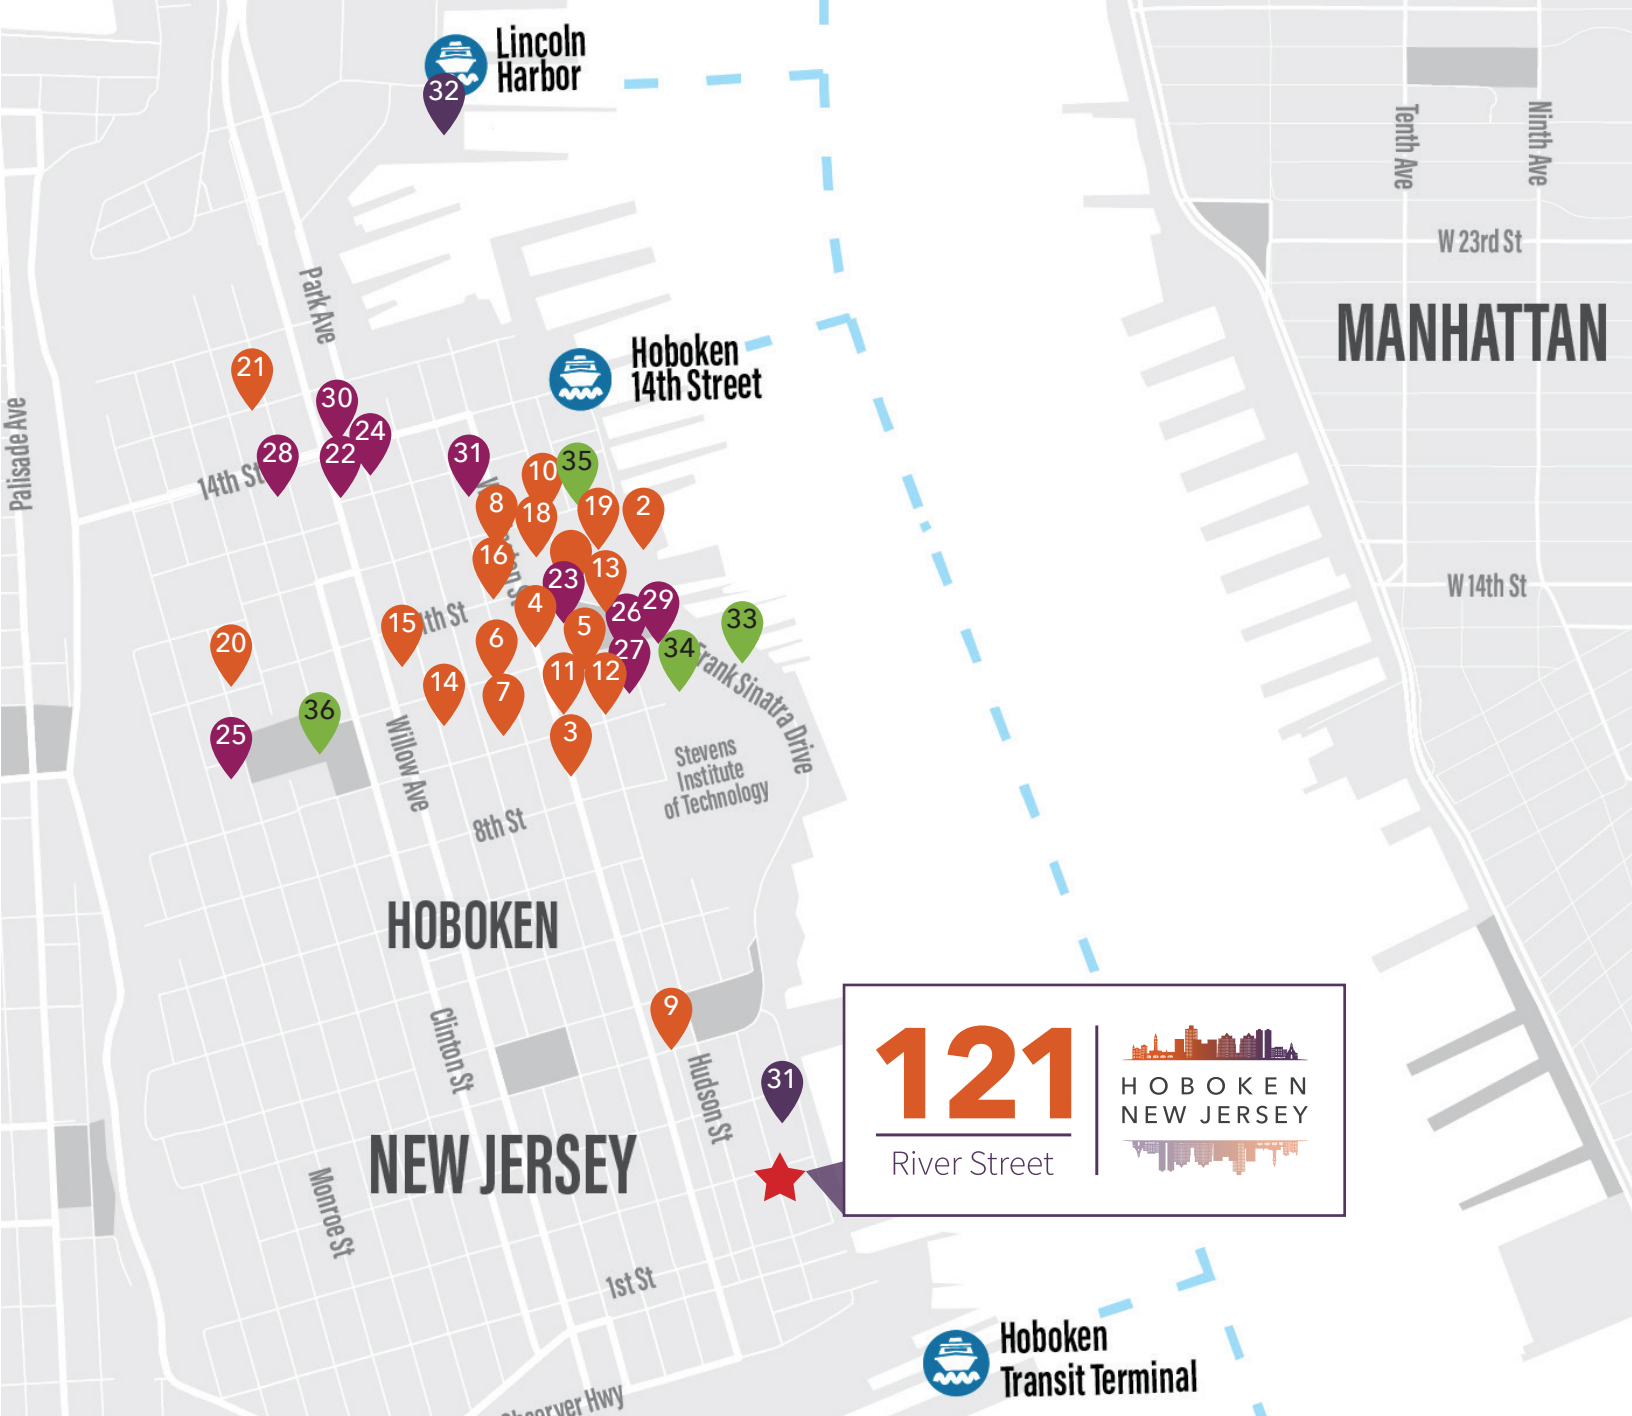 Lincoln
Harbor
32
Tenth Ave
Ninth Ave
W 23rd St
Park Ave
MANHATTAN
Hoboken
14th Street
21
30
24
28
22
31
10
35
Palisade Ave
14th St
8
18
19
2
16
13
23
W 14th St
4
26
29
15
th St
5
33
20
6
27
34
11
12
14
7
Frank Sinatra Drive
36
25
3
Willow Ave
Stevens
Institute
of Technology
8th St
HOBOKEN
9
Clinton St
Hudson St
31
121
River Street
HOBOKEN
NEW JERSEY
NEW JERSEY
Monroe St
1st St
Hoboken
Transit Terminal
Observer Hwy